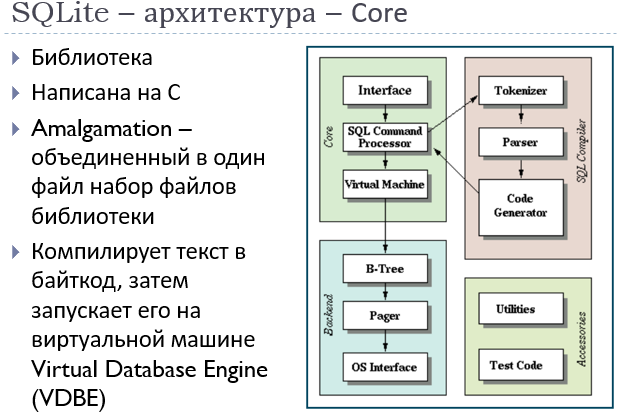 SQLite – архитектура – Core
Библиотека
Написана на C
Amalgamation –
объединенный в один
файл набор файлов
библиотеки
Компилирует текст в
байткод, затем
запускает его на
виртуальной машине
Virtual Database Engine
(VDBE)
Core
Interface
SQL Command
Processor
Virtual Machine
SQL Compiler
Tokenizer
Parser
Code
Generator
Backend
B-Tree
Pager
OS Interface
Accessories
Utilities
Test Code